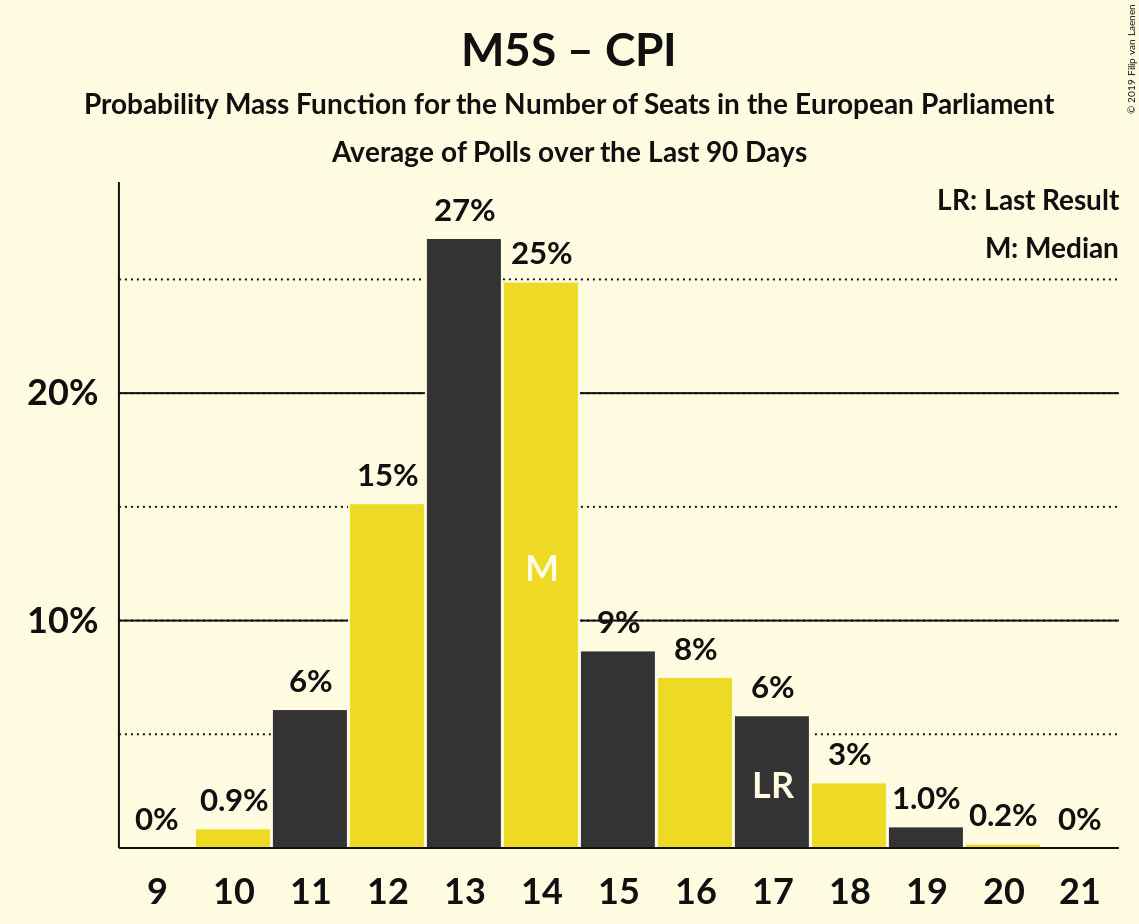 M5S – CPI
Probability Mass Function for the Number of Seats in the European Parliament
Average of Polls over the Last 90 Days
© 2019 Filip van Laenen
LR: Last Result
M: Median
27%
25%
20%
15%
M
10%
9%
8%
6%
6%
3%
LR
0%
0.9%
1.0%
0.2%
0%
9 10 11 12 13 14 15 16 17 18 19 20 21